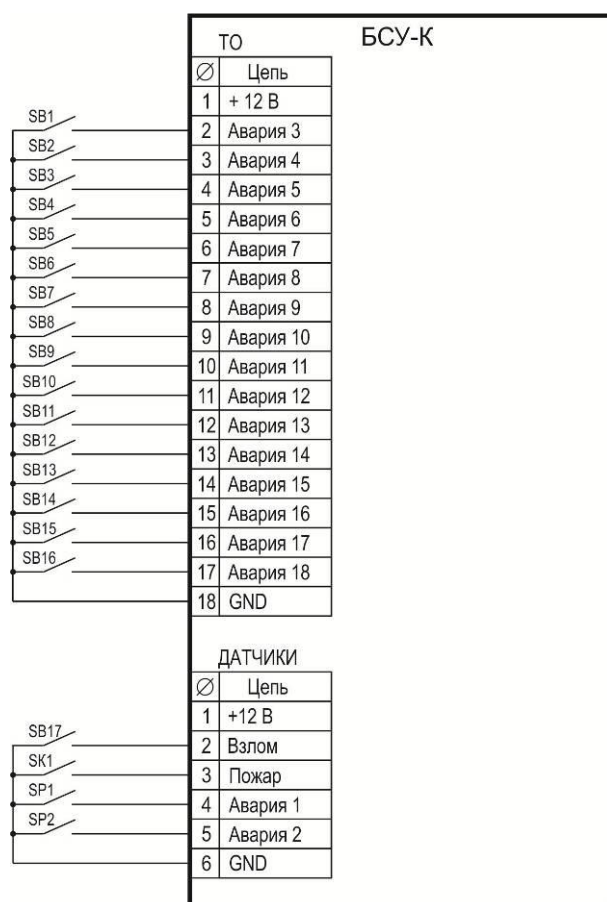 БСУ-К
ТО
∅ Цепь
1 + 12 В
SB1
2 Авария 3
SB2
3 Авария 4
SB3
4 Авария 5
SB4
5 Авария 6
SB5
6 Авария 7
SB6
7 Авария 8
SB7
8 Авария 9
SB8
9 Авария 10
SB9
10 Авария 11
SB10
11 Авария 12
SB11
12 Авария 13
SB12
13 Авария 14
SB13
14 Авария 15
SB14
15 Авария 16
SB15
16 Авария 17
SB16
17 Авария 18
18 GND
ДАТЧИКИ
∅ Цепь
1 +12 В
SB17
2 Взлом
SK1
3 Пожар
SP1
4 Авария 1
SP2
5 Авария 2
6 GND